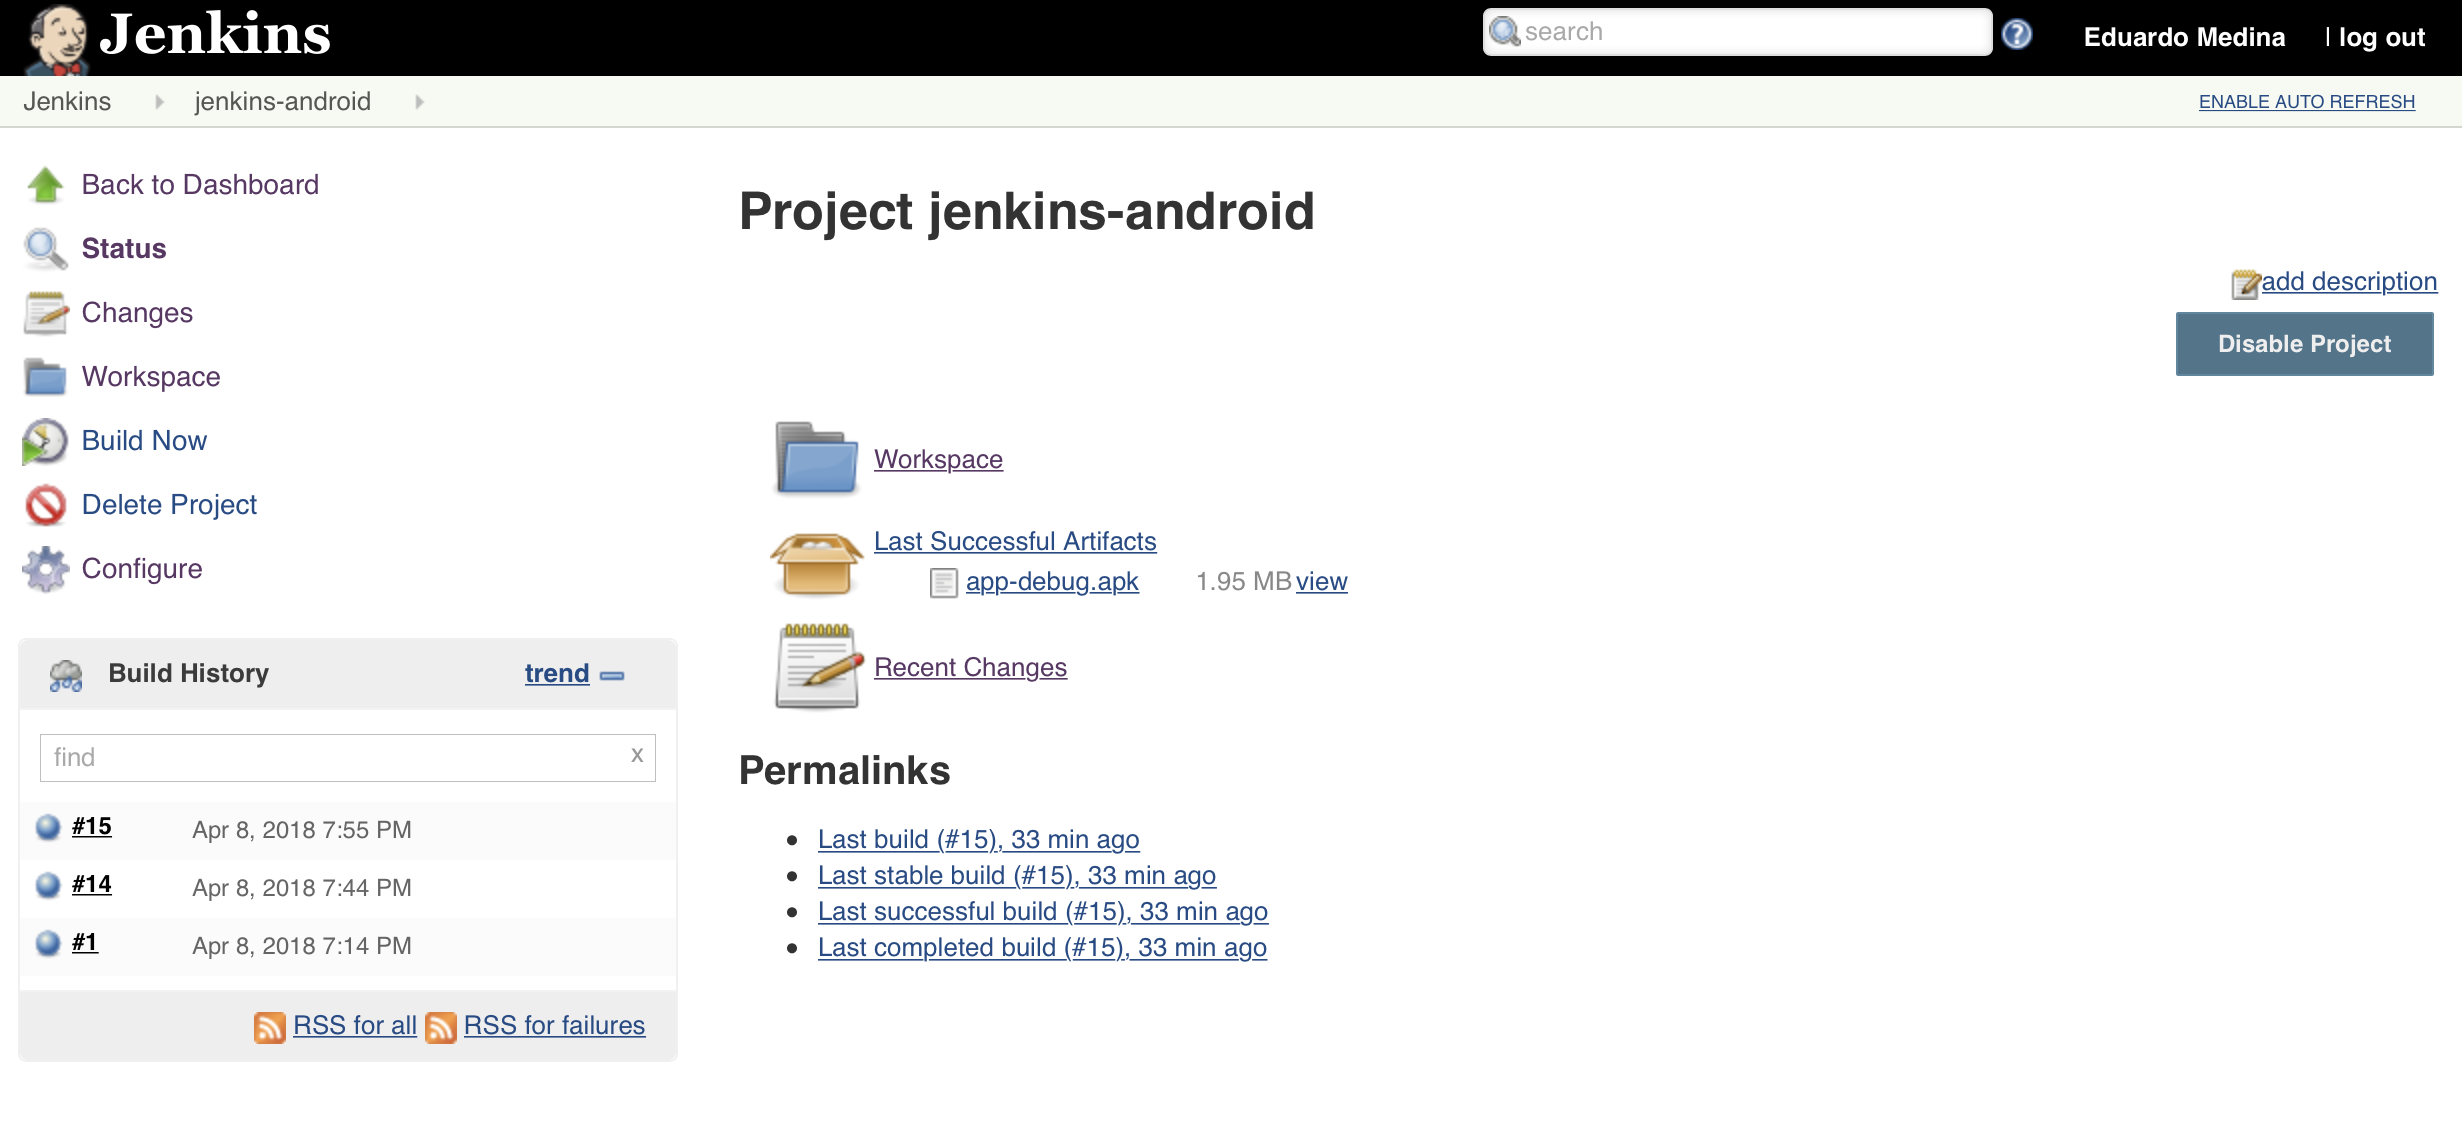 Jenkins
search
?
Eduardo Medina | log out
Jenkins jenkins-android
ENABLE AUTO REFRESH
Back to Dashboard
Status
Changes
Workspace
Build Now
Delete Project
Configure
Build History trend
find x
#15 Apr 8, 2018 7:55 PM
#14 Apr 8, 2018 7:44 PM
#1 Apr 8, 2018 7:14 PM
RSS for all RSS for failures
Project jenkins-android
add description
Disable Project
Workspace
Last Successful Artifacts
app-debug.apk 1.95 MB view
Recent Changes
Permalinks
Last build (#15), 33 min ago
Last stable build (#15), 33 min ago
Last successful build (#15), 33 min ago
Last completed build (#15), 33 min ago